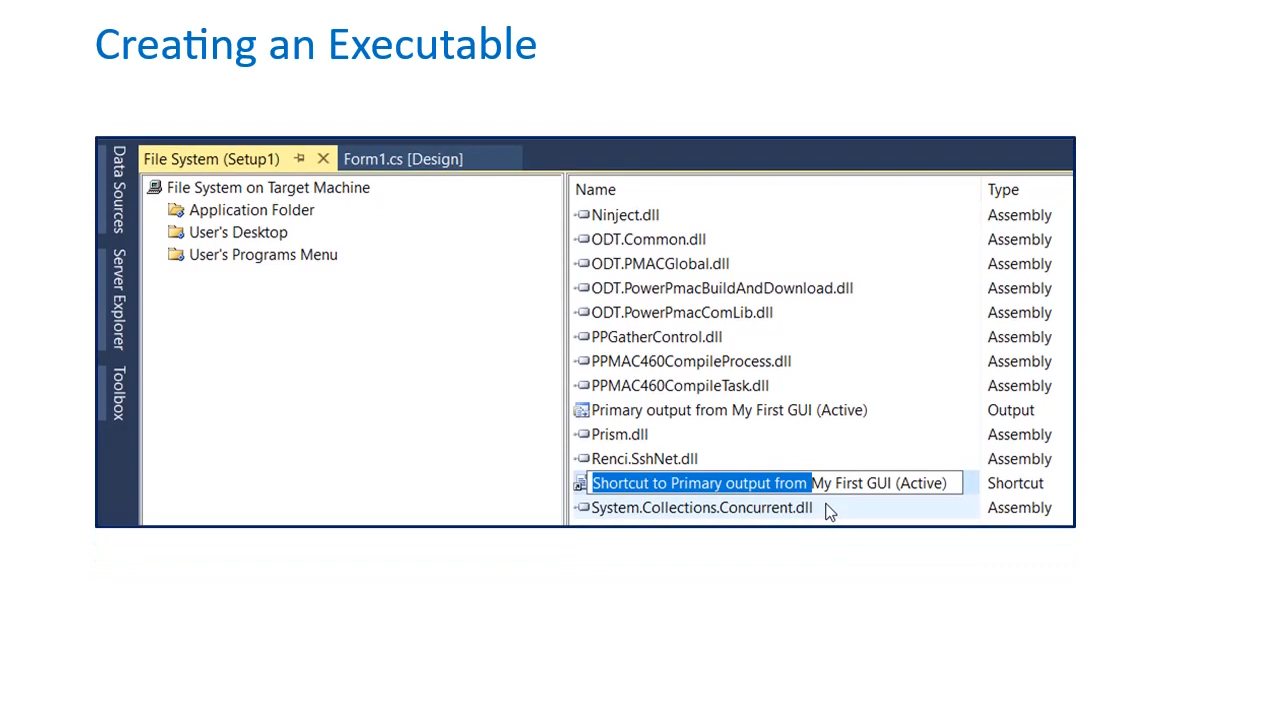 Creating an Executable
Data Sources
Server Explorer
Toolbox
File System (Setup1)
Form1.cs [Design]
File System on Target Machine
Application Folder
User's Desktop
User's Programs Menu
Name Type
Ninject.dll Assembly
ODT.Common.dll Assembly
ODT.PMACGlobal.dll Assembly
ODT.PowerPmacBuildAndDownload.dll Assembly
ODT.PowerPmacComLib.dll Assembly
PPGatherControl.dll Assembly
PPMAC460CompileProcess.dll Assembly
PPMAC460CompileTask.dll Assembly
Primary output from My First GUI (Active) Output
Prism.dll Assembly
Renci.SshNet.dll Assembly
Shortcut to Primary output from My First GUI (Active) Shortcut
System.Collections.Concurrent.dll Assembly